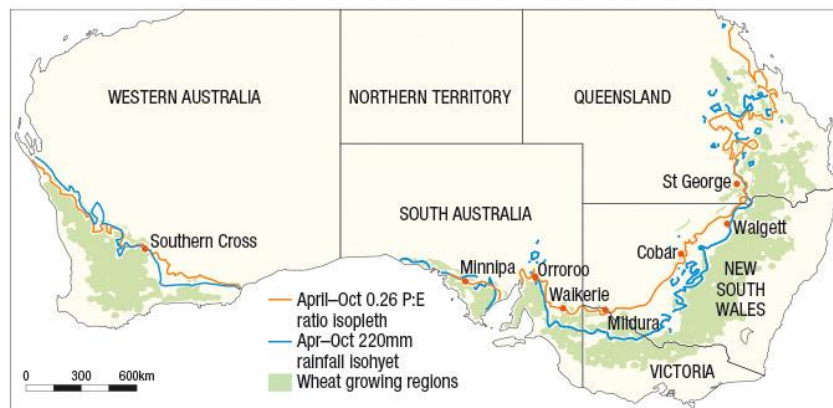 WESTERN AUSTRALIA
NORTHERN TERRITORY
QUEENSLAND
St George
SOUTH AUSTRALIA
Southern Cross
Walgett
Cobar
Minnipa
Orroroo
NEW
SOUTH
WALES
Waikerie
Mildura
April–Oct 0.26 P:E
ratio isopleth
Apr–Oct 220mm
rainfall isohyet
Wheat growing regions
VICTORIA
0 300 600km